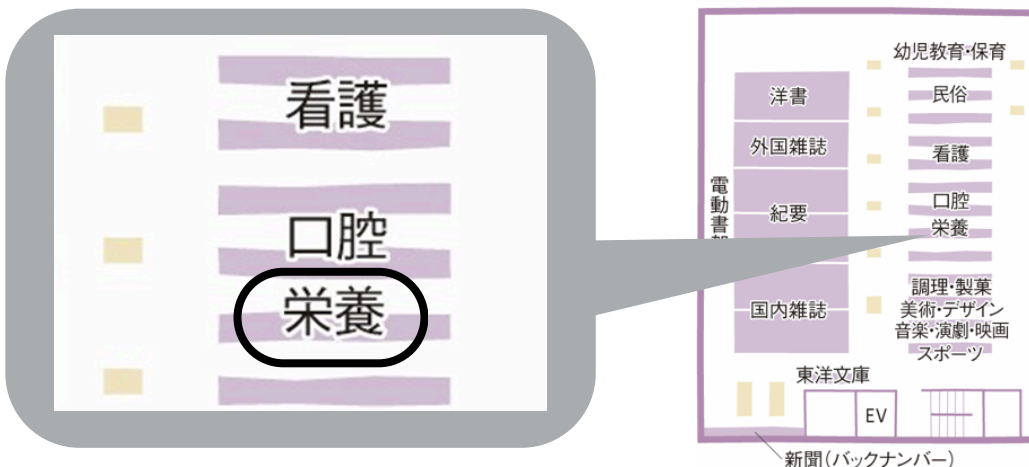 看護
口腔
栄養
幼児教育・保育
民俗
看護
口腔
栄養
調理・製菓
美術・デザイン
音楽・演劇・映画
スポーツ
洋書
外国雑誌
紀要
国内雑誌
電動書
東洋文庫
EV
新聞(バックナンバー)